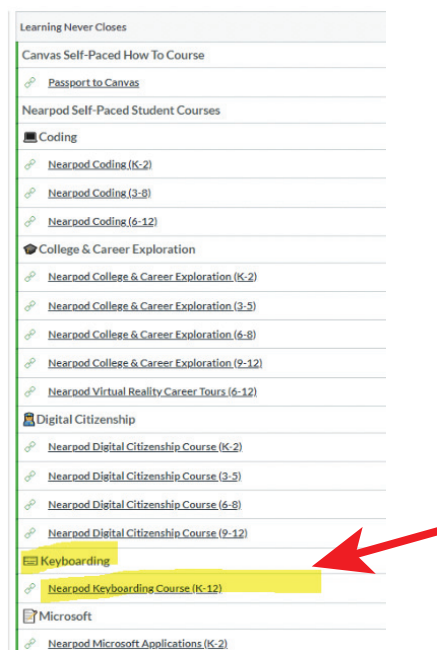 Learning Never Closes
Canvas Self-Paced How To Course
Passport to Canvas
Nearpod Self-Paced Student Courses
Coding
Nearpod Coding (K-2)
Nearpod Coding (3-8)
Nearpod Coding (6-12)
College & Career Exploration
Nearpod College & Career Exploration (K-2)
Nearpod College & Career Exploration (3-5)
Nearpod College & Career Exploration (6-8)
Nearpod College & Career Exploration (9-12)
Nearpod Virtual Reality Career Tours (6-12)
Digital Citizenship
Nearpod Digital Citizenship Course (K-2)
Nearpod Digital Citizenship Course (3-5)
Nearpod Digital Citizenship Course (6-8)
Nearpod Digital Citizenship Course (9-12)
Keyboarding
Nearpod Keyboarding Course (K-12)
Microsoft
Nearpod Microsoft Applications (K-2)